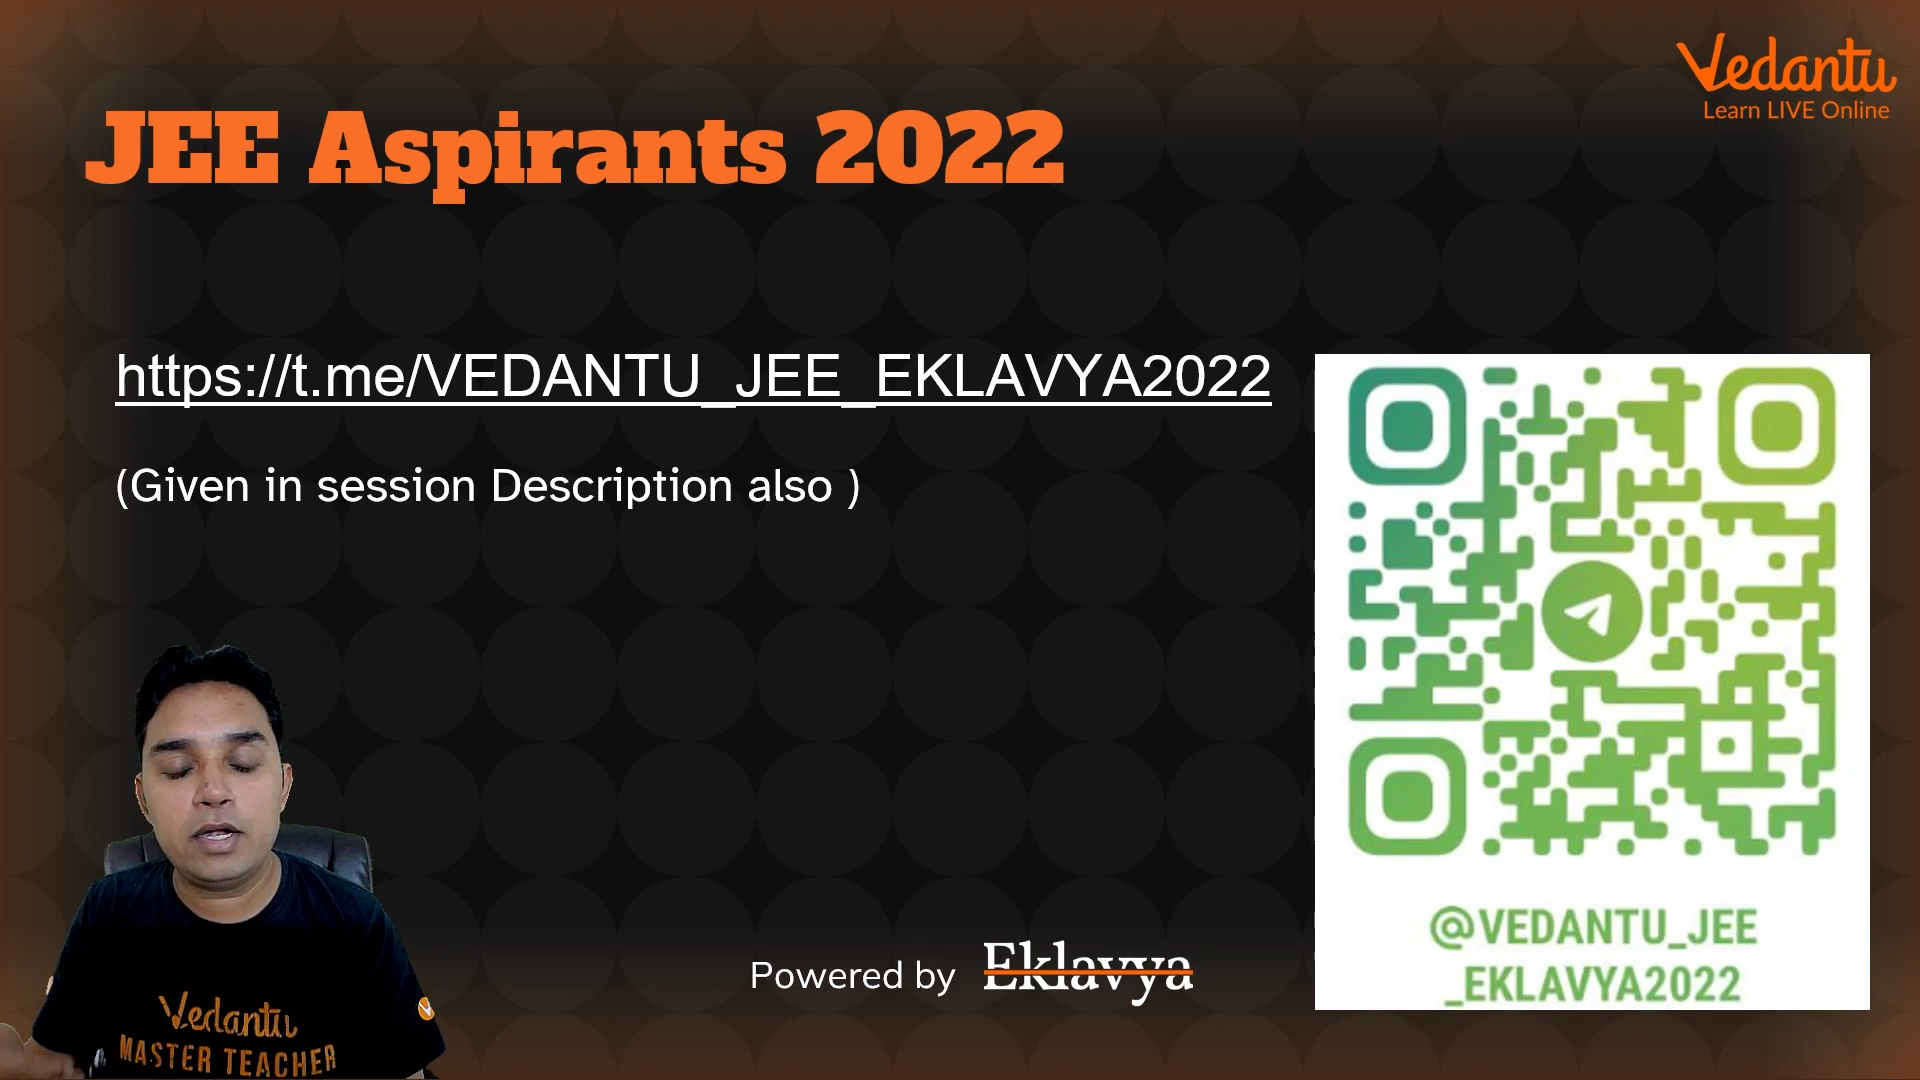 Vedantu
Learn LIVE Online
JEE Aspirants 2022
https://t.me/VEDANTU_JEE_EKLAVYA2022
(Given in session Description also )
@VEDANTU_JEE
_EKLAVYA2022
Powered by Eklavya
Vedantu
MASTER TEACHER